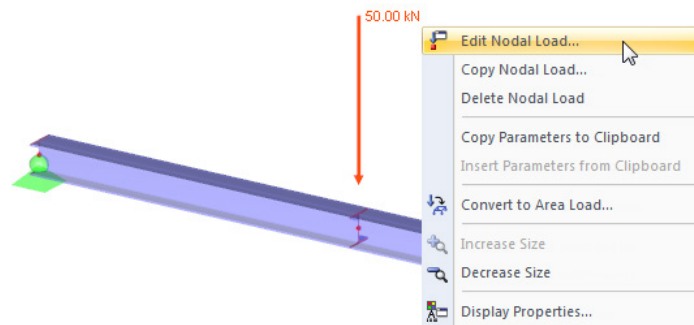 50.00 kN
Edit Nodal Load...
Copy Nodal Load...
Delete Nodal Load
Copy Parameters to Clipboard
Insert Parameters from Clipboard
Convert to Area Load...
Increase Size
Decrease Size
Display Properties...